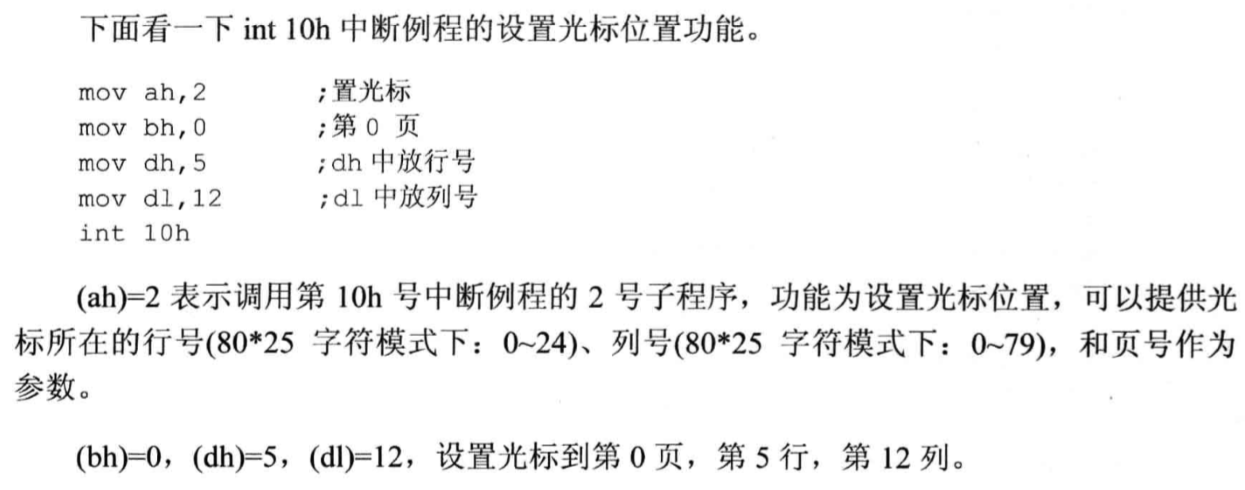 下面看一下 int 10h 中断例程的设置光标位置功能。
mov ah,2 ;置光标
mov bh,0 ;第 0 页
mov dh,5 ;dh 中放行号
mov dl,12 ;dl 中放列号
int 10h
(ah)=2 表示调用第 10h 号中断例程的 2 号子程序，功能为设置光标位置，可以提供光
标所在的行号(80*25 字符模式下：0~24)、列号(80*25 字符模式下：0~79)，和页号作为
参数。
(bh)=0，(dh)=5，(dl)=12，设置光标到第 0 页，第 5 行，第 12 列。